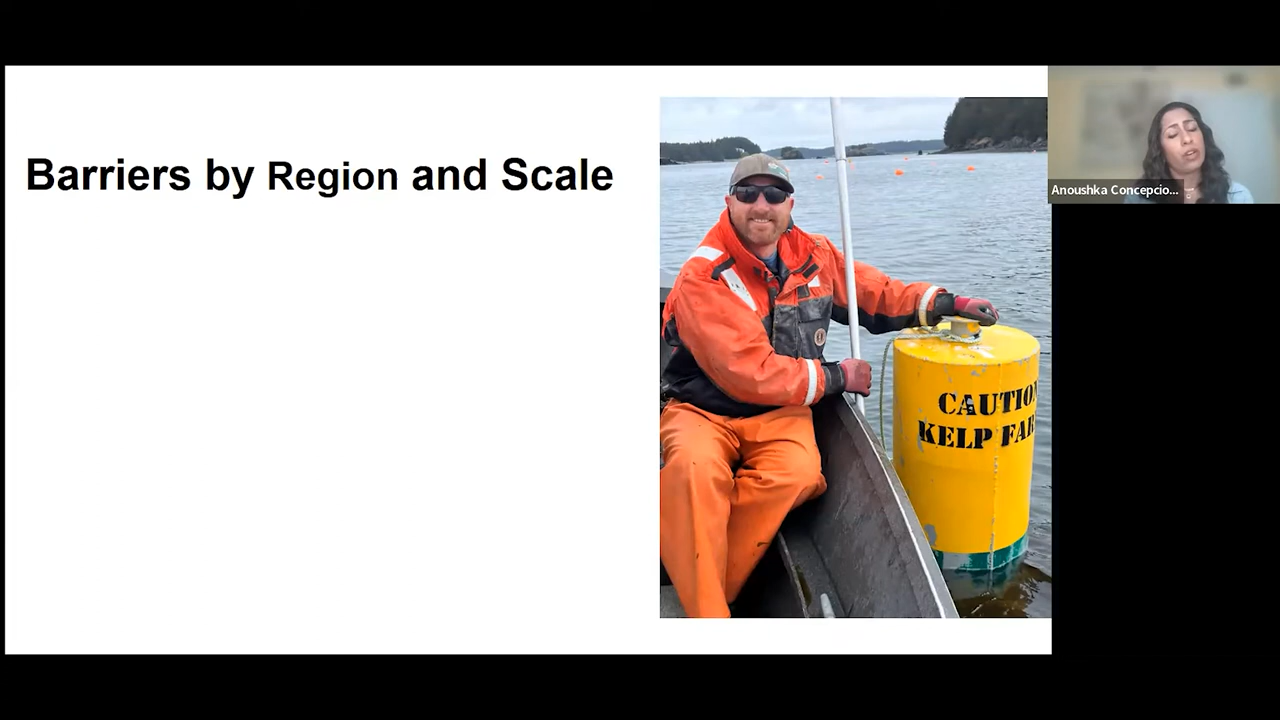 Barriers by Region and Scale
Anoushka Concepcio...
CAUTION
KELP FAR